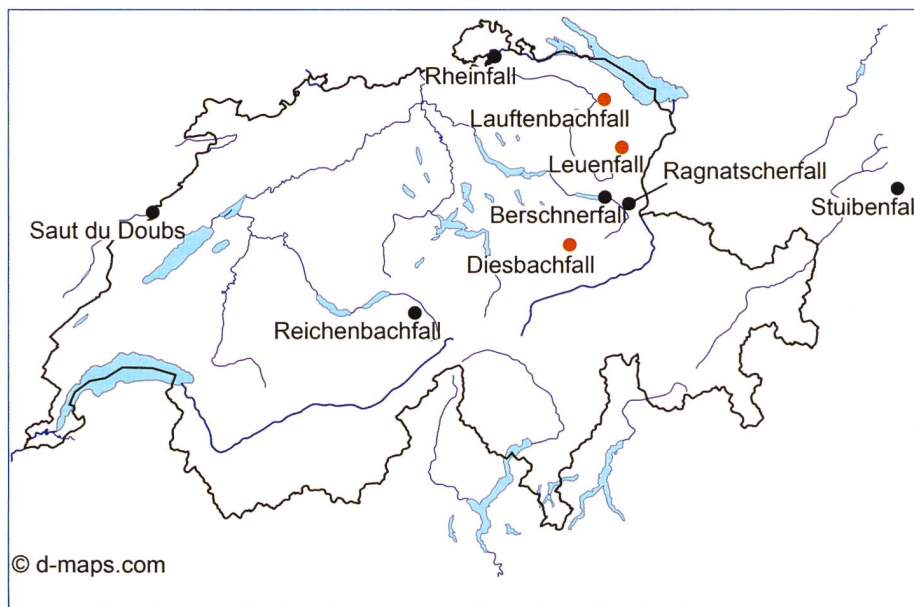 Rheinfall
Lauftenbachfall
Leuenfall
Ragnatscherfall
Berschnerfall
Stuibenfal
Saut du Doubs
Diesbachfall
Reichenbachfall
© d-maps.com